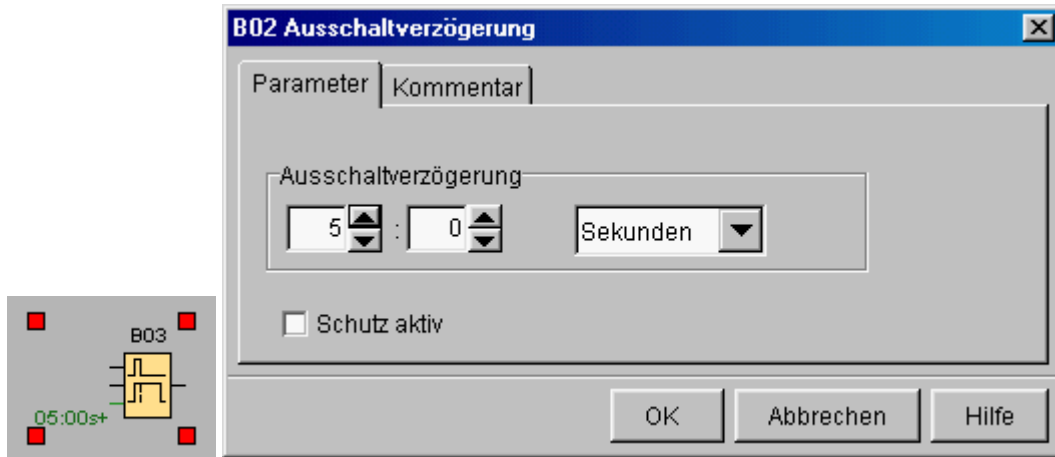 B02 Ausschaltverzögerung
Parameter
Kommentar
Ausschaltverzögerung
5 : 0 Sekunden
Schutz aktiv
OK Abbrechen Hilfe
B03
05:00s+